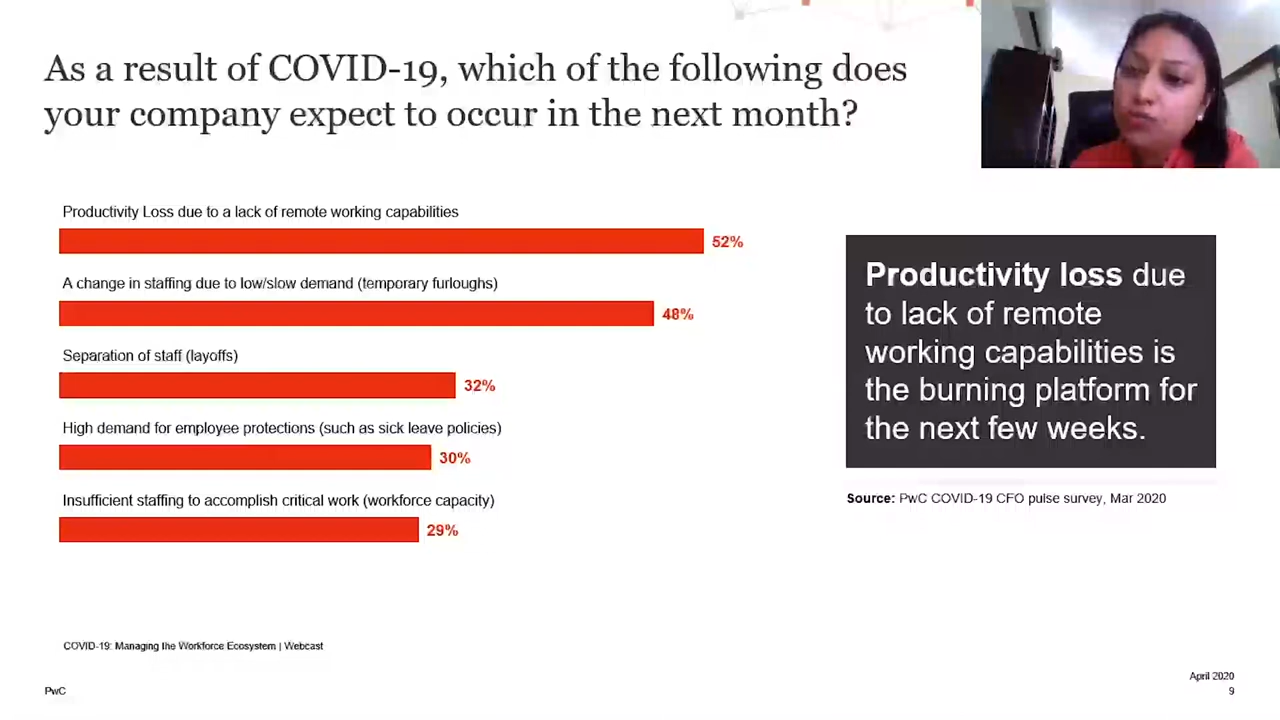 As a result of COVID-19, which of the following does
your company expect to occur in the next month?
Productivity Loss due to a lack of remote working capabilities
52%
A change in staffing due to low/slow demand (temporary furloughs)
48%
Separation of staff (layoffs)
32%
High demand for employee protections (such as sick leave policies)
30%
Insufficient staffing to accomplish critical work (workforce capacity)
29%
Productivity loss due
to lack of remote
working capabilities is
the burning platform for
the next few weeks.
Source: PwC COVID-19 CFO pulse survey, Mar 2020
COVID-19: Managing the Workforce Ecosystem | Webcast
PwC
April 2020
9